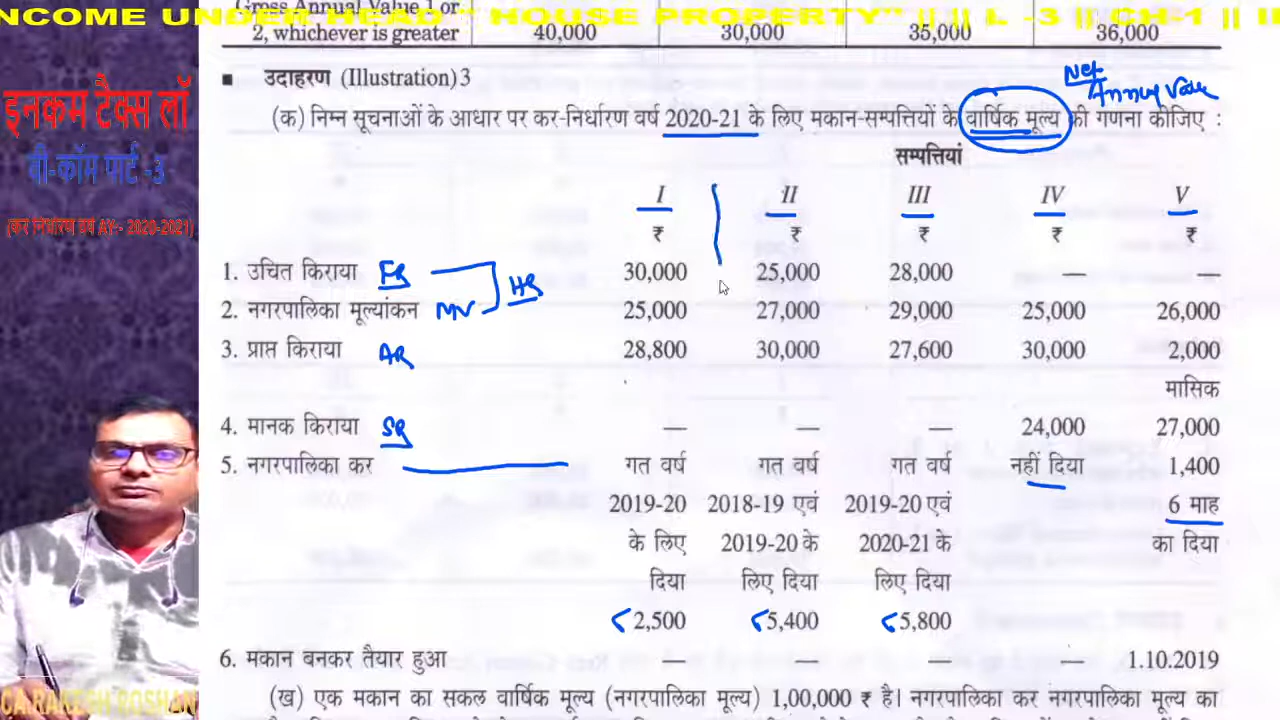 NCOME UNDER HEAD " HOUSE PROPERTY" || || L -3 || CH-1 ||
Gross Annual Value 1 or
2, whichever is greater 40,000 30,000 35,000 36,000
इनकम टैक्स लॉ
बी-कॉम पार्ट -3
(कर निर्धारण वर्ष AY:- 2020-2021)
CA RAKESH ROSHAN
■ उदाहरण (Illustration) 3
Net
Annual Value
(क) निम्न सूचनाओं के आधार पर कर-निर्धारण वर्ष 2020-21 के लिए मकान-सम्पत्तियों के वार्षिक मूल्य की गणना कीजिए :
सम्पत्तियां
I II III IV V
₹ ₹ ₹ ₹ ₹
1. उचित किराया FR 30,000 25,000 28,000 — —
HR
2. नगरपालिका मूल्यांकन MV 25,000 27,000 29,000 25,000 26,000
3. प्राप्त किराया AR 28,800 30,000 27,600 30,000 2,000
मासिक
4. मानक किराया SR — — — 24,000 27,000
5. नगरपालिका कर गत वर्ष गत वर्ष गत वर्ष नहीं दिया 1,400
2019-20 2018-19 एवं 2019-20 एवं 6 माह
के लिए 2019-20 के 2020-21 के का दिया
दिया लिए दिया लिए दिया
2,500 5,400 5,800
6. मकान बनकर तैयार हुआ — — — — 1.10.2019
(ख) एक मकान का सकल वार्षिक मूल्य (नगरपालिका मूल्य) 1,00,000 ₹ है। नगरपालिका कर नगरपालिका मूल्य का